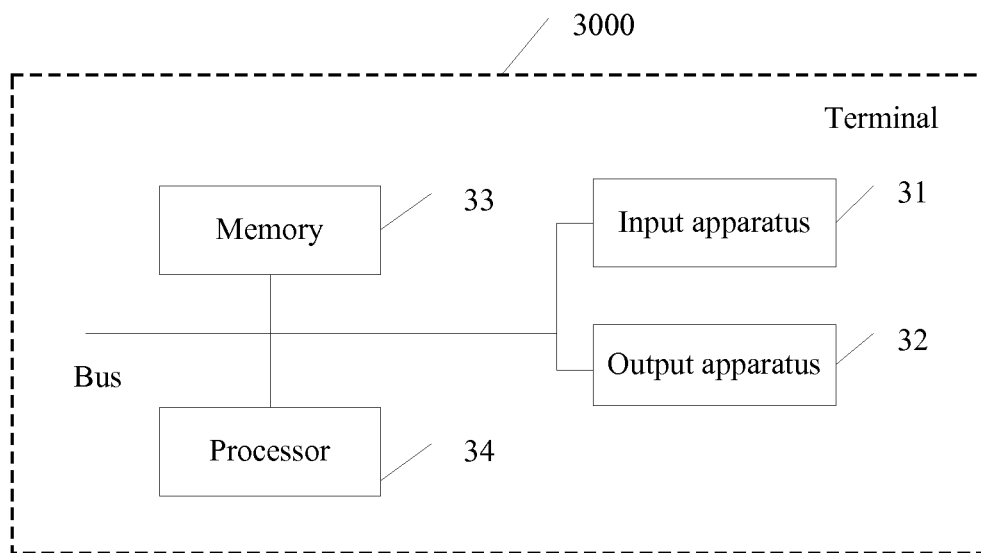 3000
Terminal
Memory
33
Input apparatus
31
Output apparatus
32
Bus
Processor
34